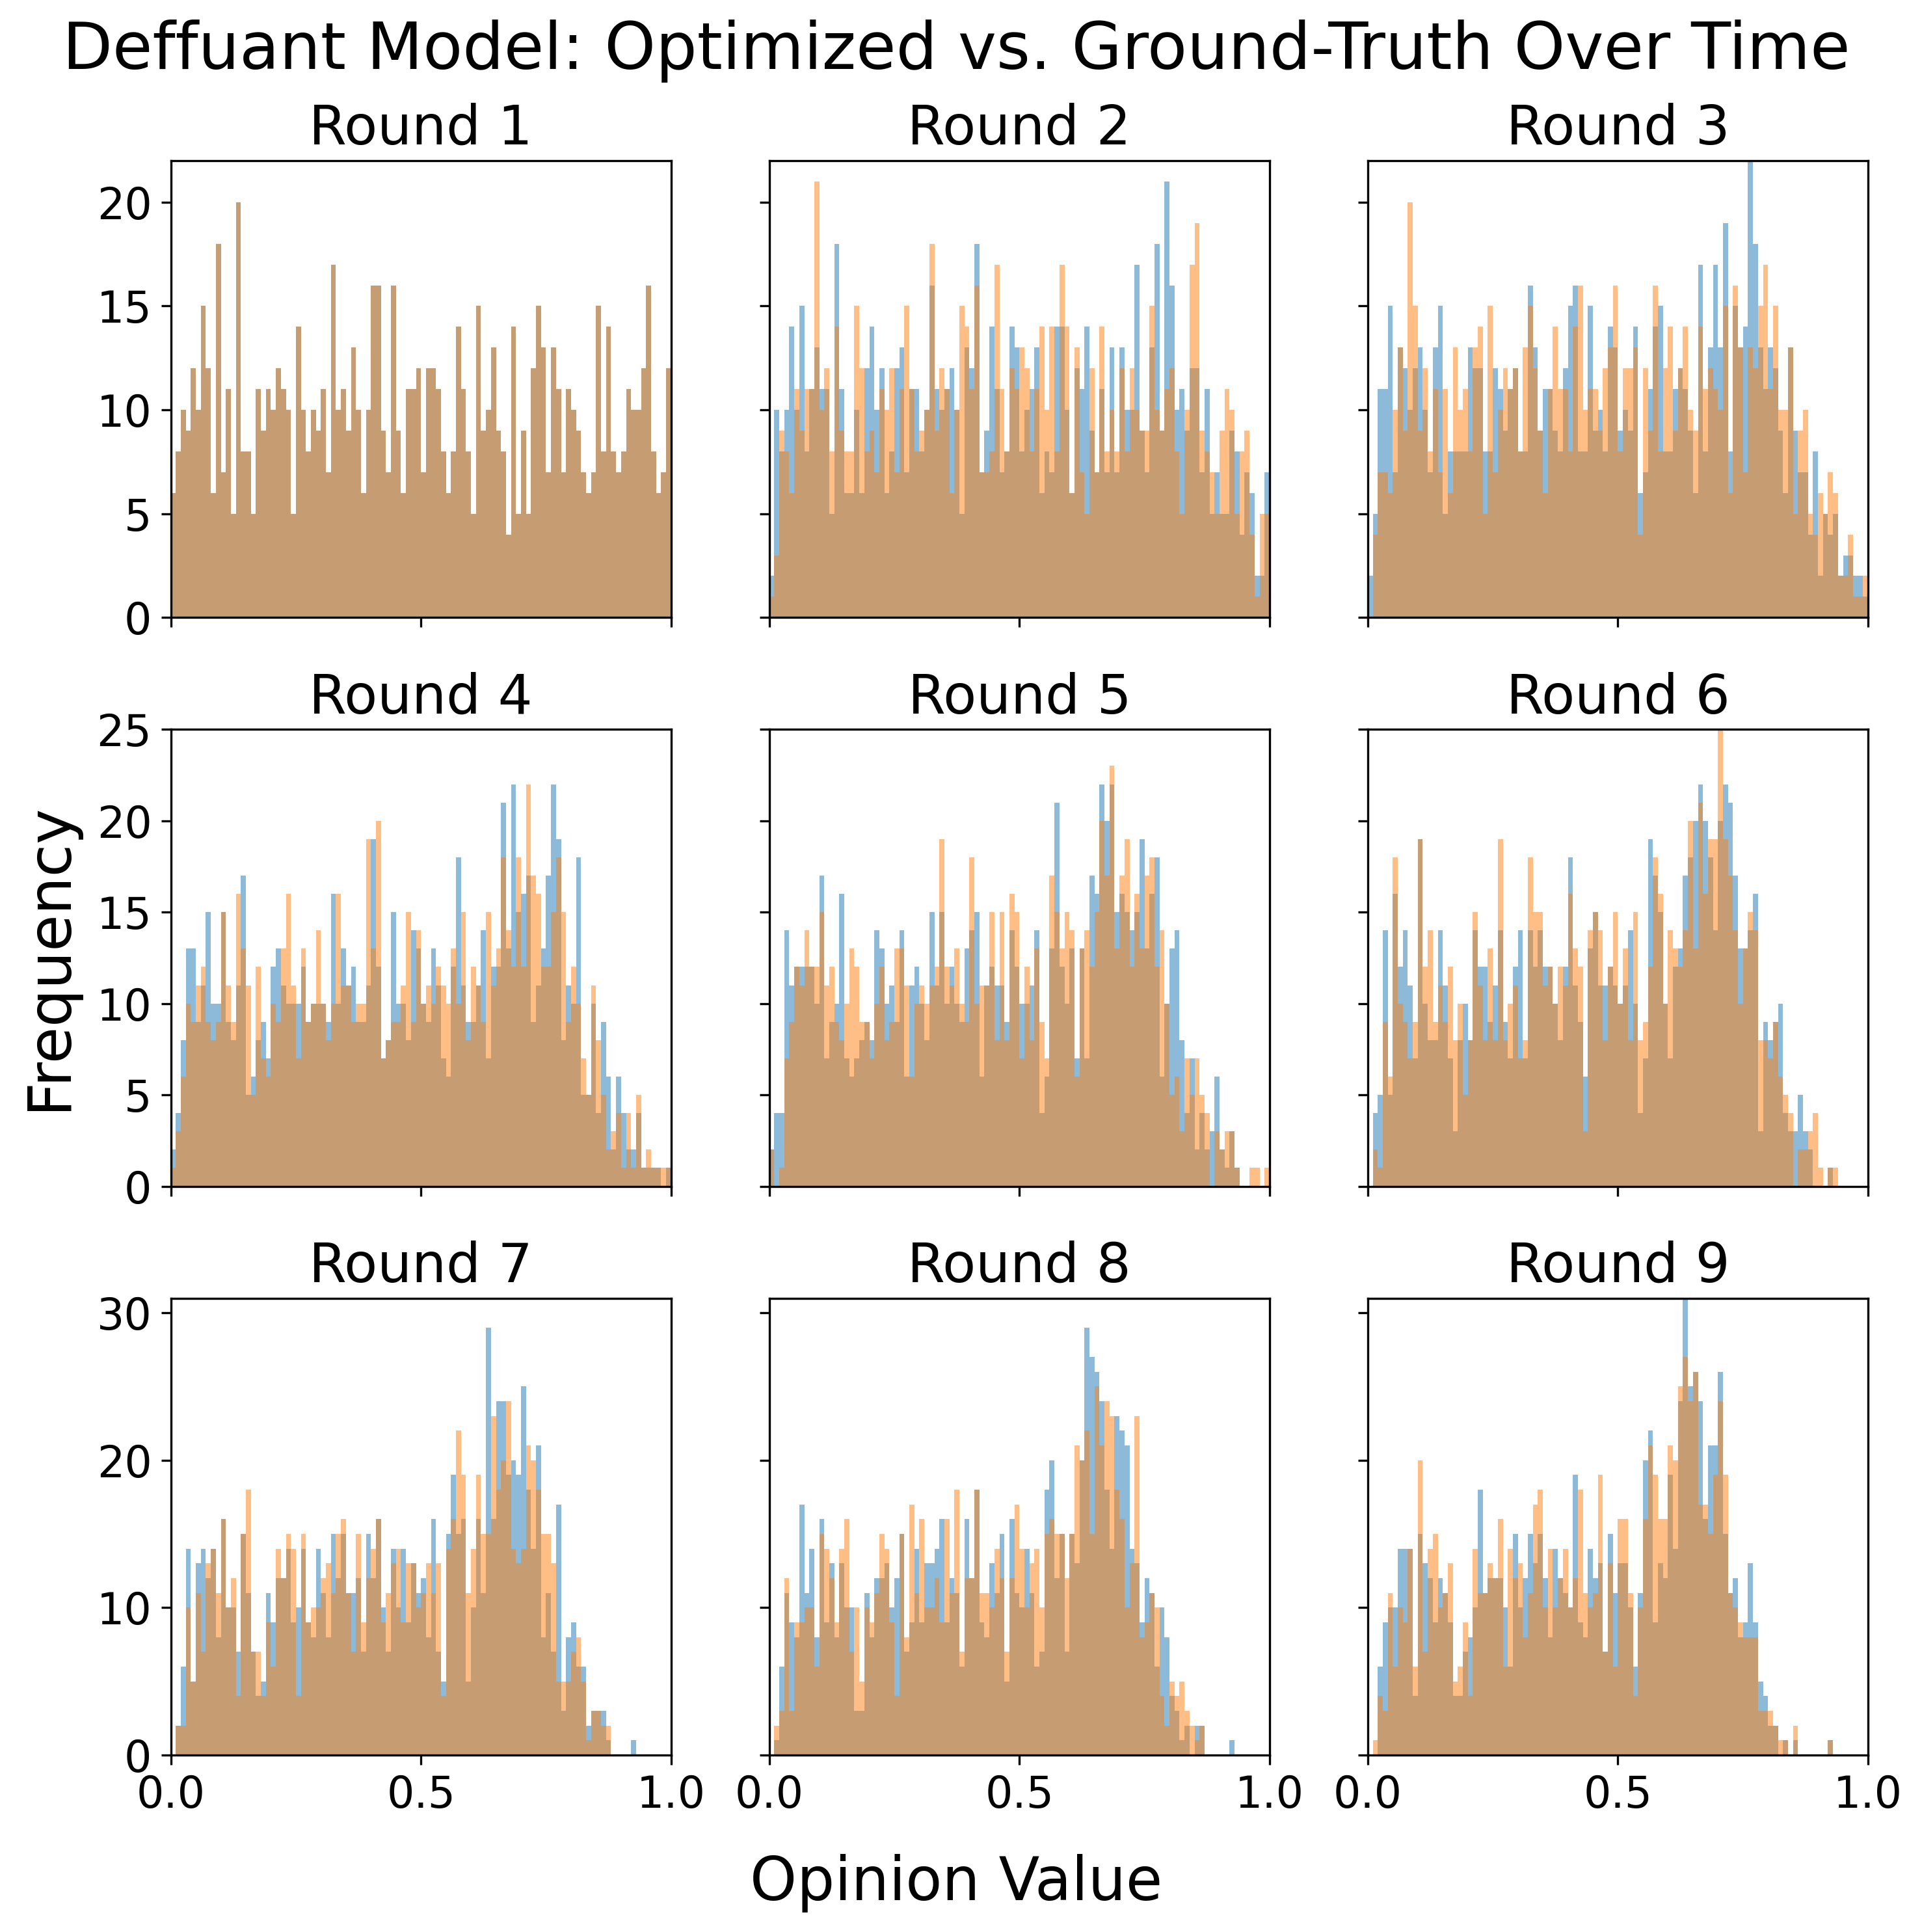 Deffuant Model: Optimized vs. Ground-Truth Over Time
Round 1
Round 2
Round 3
20
15
10
5
0
Round 4
Round 5
Round 6
25
20
15
10
5
0
Frequency
Round 7
Round 8
Round 9
30
20
10
0
0.0 0.5 1.0 0.0 0.5 1.0 0.0 0.5 1.0
Opinion Value